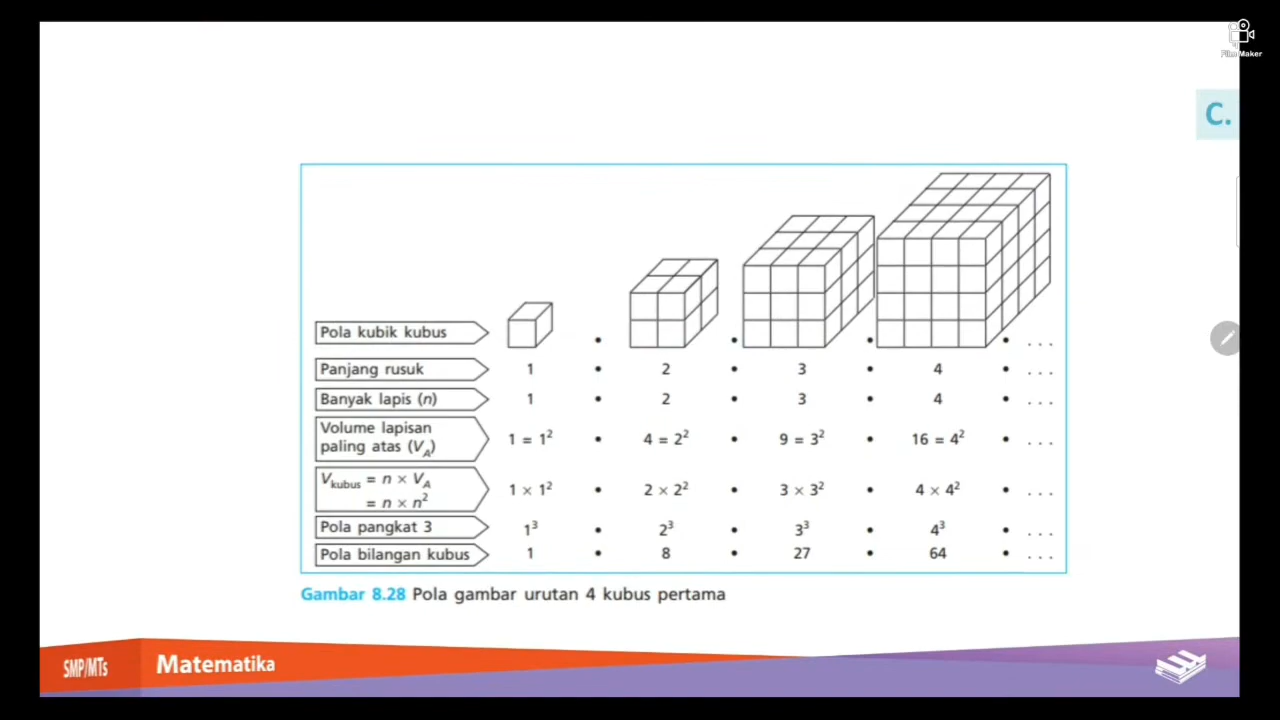 Film Maker
C.
Pola kubik kubus • • • • . . .
Panjang rusuk 1 • 2 • 3 • 4 • . . .
Banyak lapis (n) 1 • 2 • 3 • 4 • . . .
Volume lapisan
paling atas (V_A) 1 = 1² • 4 = 2² • 9 = 3² • 16 = 4² • . . .
V_kubus = n × V_A
= n × n² 1 × 1² • 2 × 2² • 3 × 3² • 4 × 4² • . . .
Pola pangkat 3 1³ • 2³ • 3³ • 4³ • . . .
Pola bilangan kubus 1 • 8 • 27 • 64 • . . .
Gambar 8.28 Pola gambar urutan 4 kubus pertama
SMP/MTs Matematika